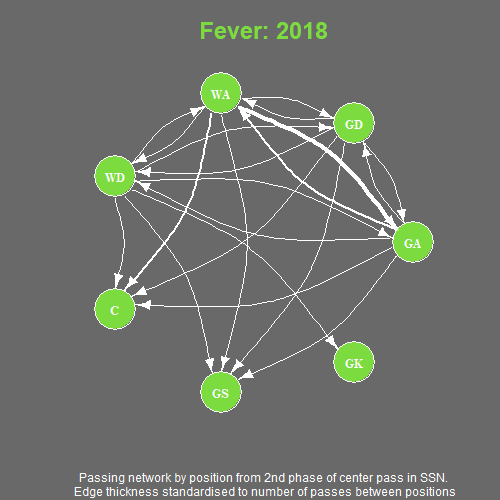 Fever: 2018
WA
GD
WD
GA
C
GK
GS
Passing network by position from 2nd phase of center pass in SSN.
Edge thickness standardised to number of passes between positions